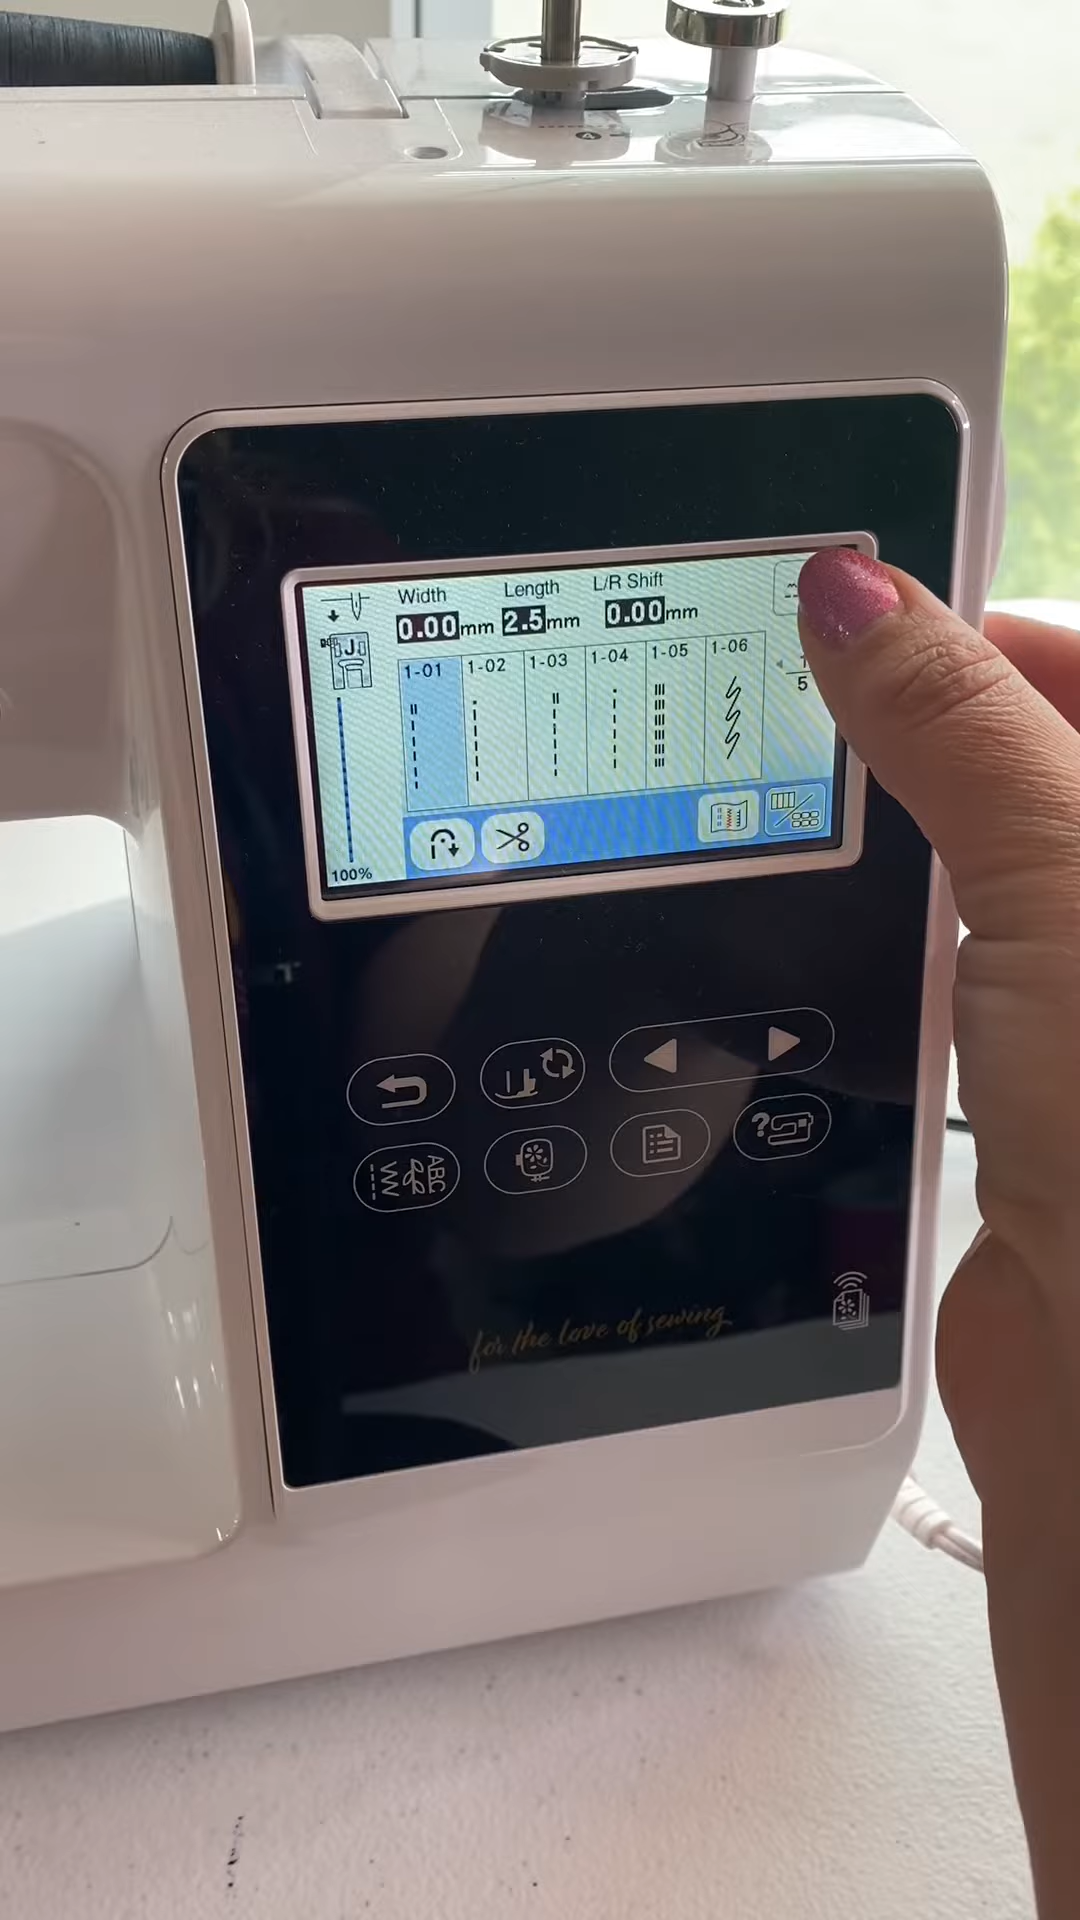 Width Length L/R Shift
0.00mm 2.5mm 0.00mm
J
1-01 1-02 1-03 1-04 1-05 1-06
5
100%
ABC
?
for the love of sewing